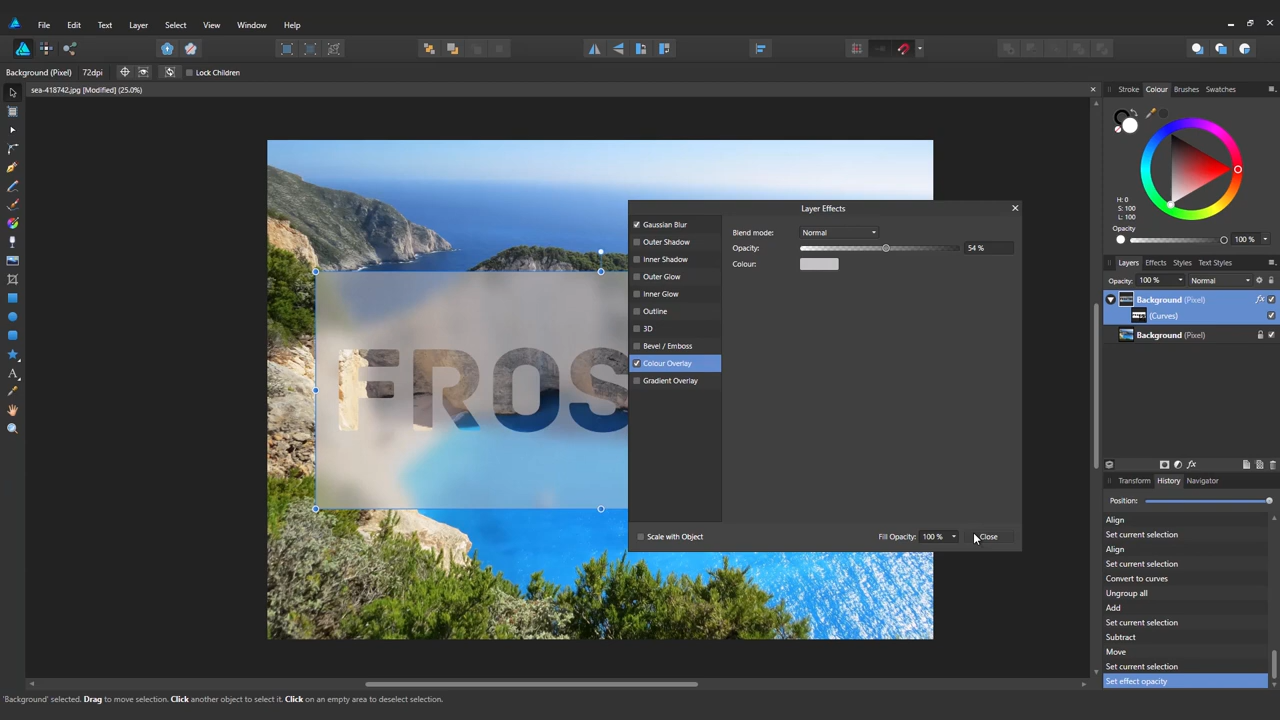 File Edit Text Layer Select View Window Help
Background (Pixel) 72dpi Lock Children
sea-418742.jpg [Modified] (25.0%)
Stroke Colour Brushes Swatches
H: 0
S: 100
L: 100
Opacity
100 %
Layers Effects Styles Text Styles
Opacity: 100 % Normal
Background (Pixel) fx
(Curves)
Background (Pixel)
fx
Transform History Navigator
Position:
Align
Set current selection
Align
Set current selection
Convert to curves
Ungroup all
Add
Set current selection
Subtract
Move
Set current selection
Set effect opacity
FROS
Layer Effects
Gaussian Blur
Outer Shadow
Inner Shadow
Outer Glow
Inner Glow
Outline
3D
Bevel / Emboss
Colour Overlay
Gradient Overlay
Blend mode: Normal
Opacity: 54 %
Colour:
Scale with Object Fill Opacity: 100 % Close
'Background' selected. Drag to move selection. Click another object to select it. Click on an empty area to deselect selection.